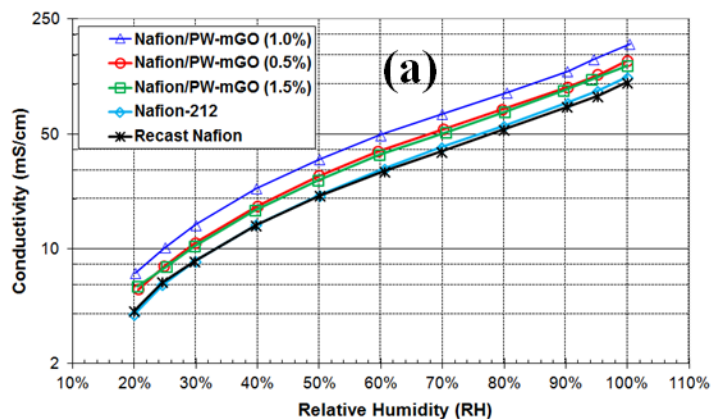 250
50
10
2
Conductivity (mS/cm)
Nafion/PW-mGO (1.0%)
Nafion/PW-mGO (0.5%)
Nafion/PW-mGO (1.5%)
Nafion-212
Recast Nafion
(a)
10% 20% 30% 40% 50% 60% 70% 80% 90% 100%
Relative Humidity (RH)